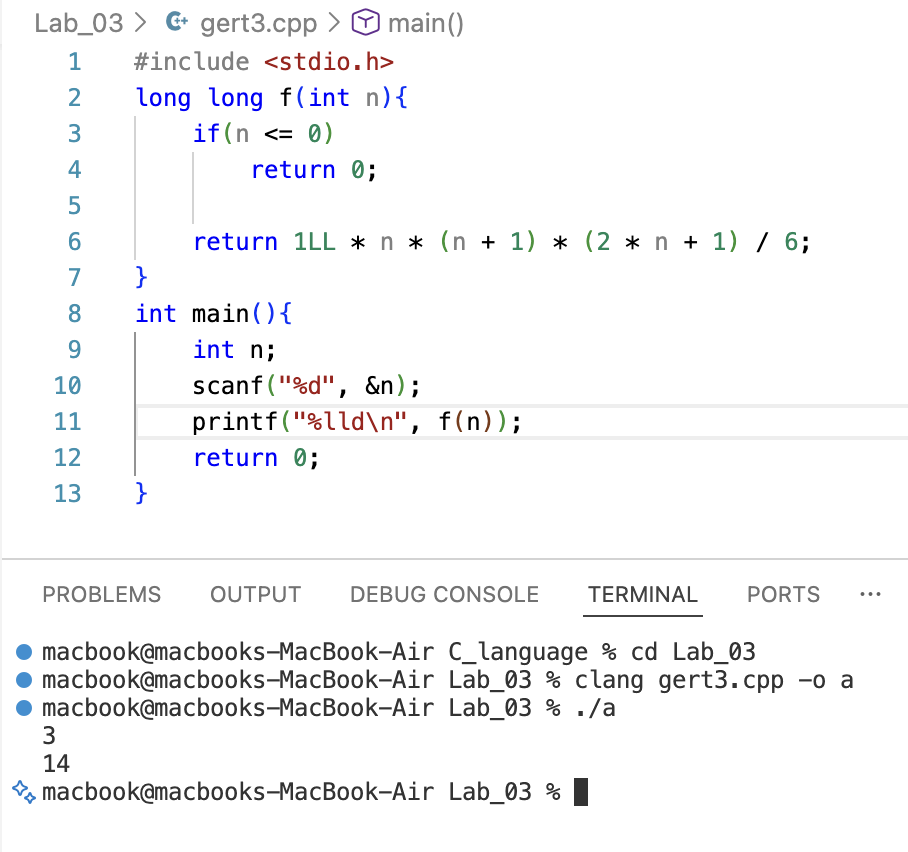 Lab_03 > gert3.cpp > main()
1 #include <stdio.h>
2 long long f(int n){
3     if(n <= 0)
4         return 0;
5
6     return 1LL * n * (n + 1) * (2 * n + 1) / 6;
7 }
8 int main(){
9     int n;
10     scanf("%d", &n);
11     printf("%lld\n", f(n));
12     return 0;
13 }
PROBLEMS OUTPUT DEBUG CONSOLE TERMINAL PORTS ...
macbook@macbooks-MacBook-Air C_language % cd Lab_03
macbook@macbooks-MacBook-Air Lab_03 % clang gert3.cpp -o a
macbook@macbooks-MacBook-Air Lab_03 % ./a
3
14
macbook@macbooks-MacBook-Air Lab_03 %